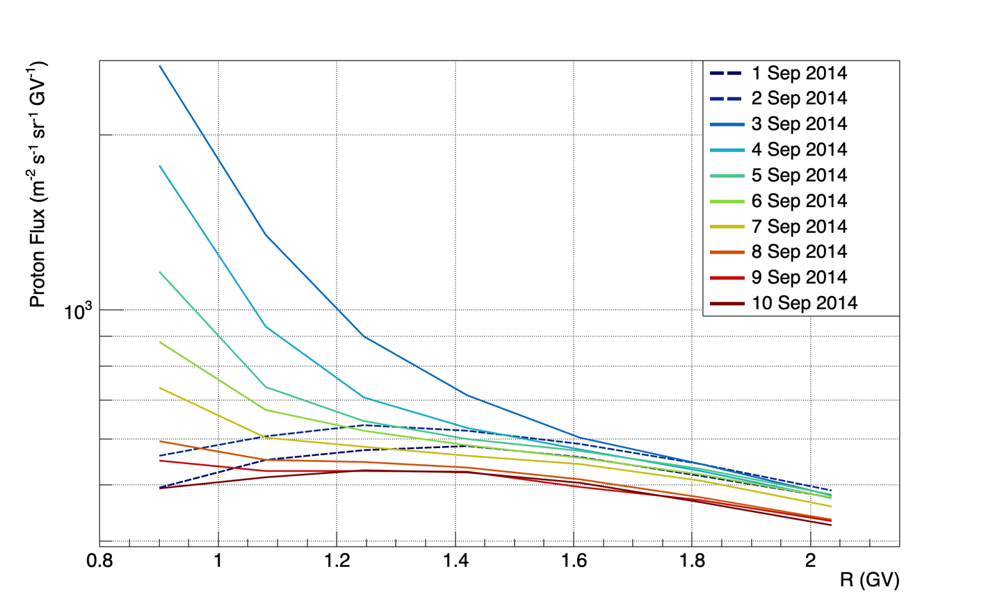 Proton Flux (m⁻² s⁻¹ sr⁻¹ GV⁻¹)
10³
1 Sep 2014
2 Sep 2014
3 Sep 2014
4 Sep 2014
5 Sep 2014
6 Sep 2014
7 Sep 2014
8 Sep 2014
9 Sep 2014
10 Sep 2014
0.8 1 1.2 1.4 1.6 1.8 2
R (GV)